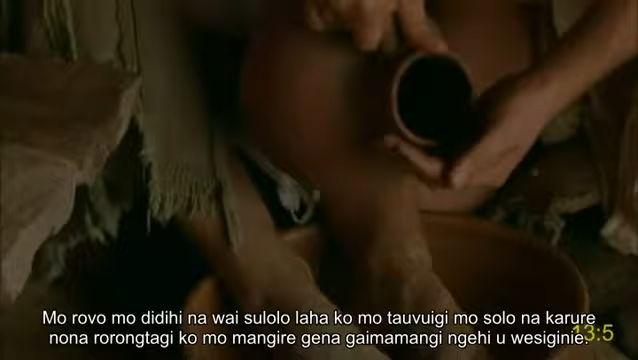 Mo rovo mo didihi na wai sulolo laha ko mo tauvuigi mo solo na karure
nona rorongtagi ko mo mangire gena gaimamangi ngehi u wesiginie.
13:5